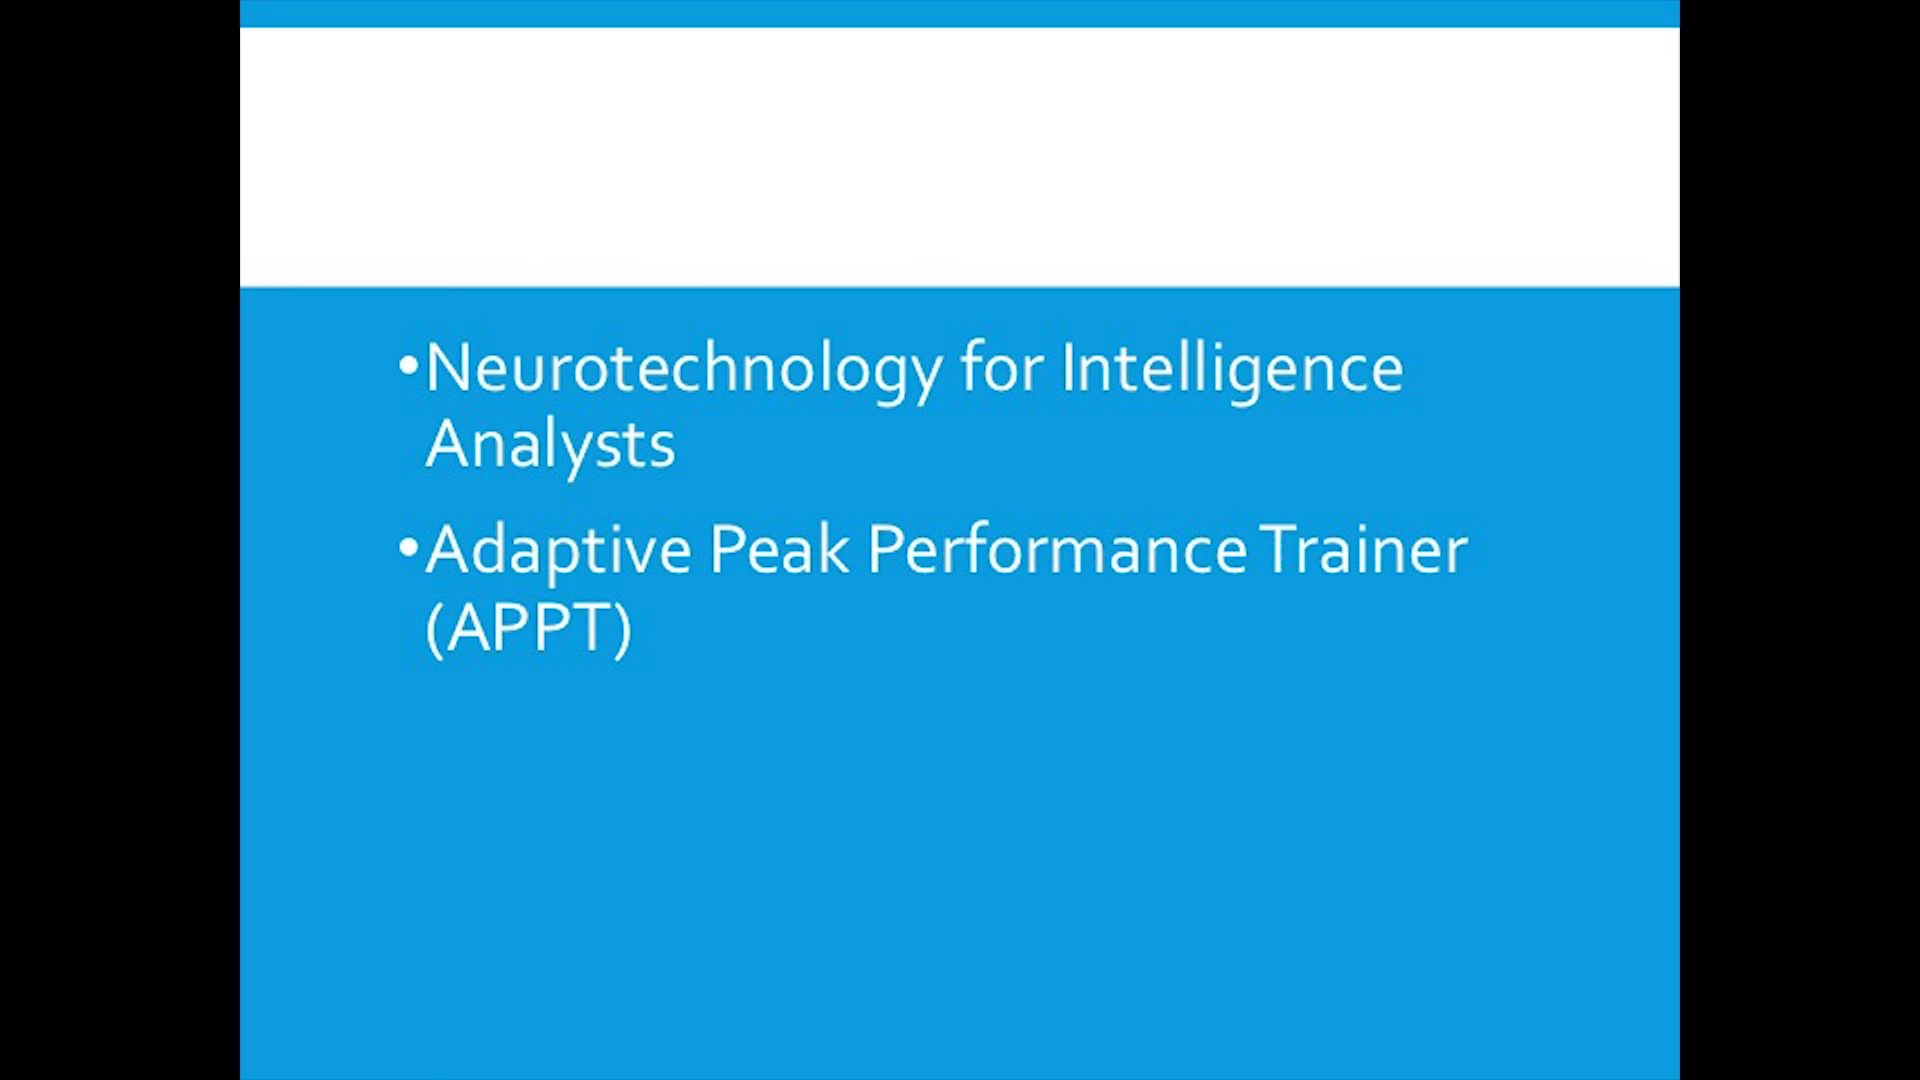 •Neurotechnology for Intelligence
Analysts
•Adaptive Peak Performance Trainer
(APPT)